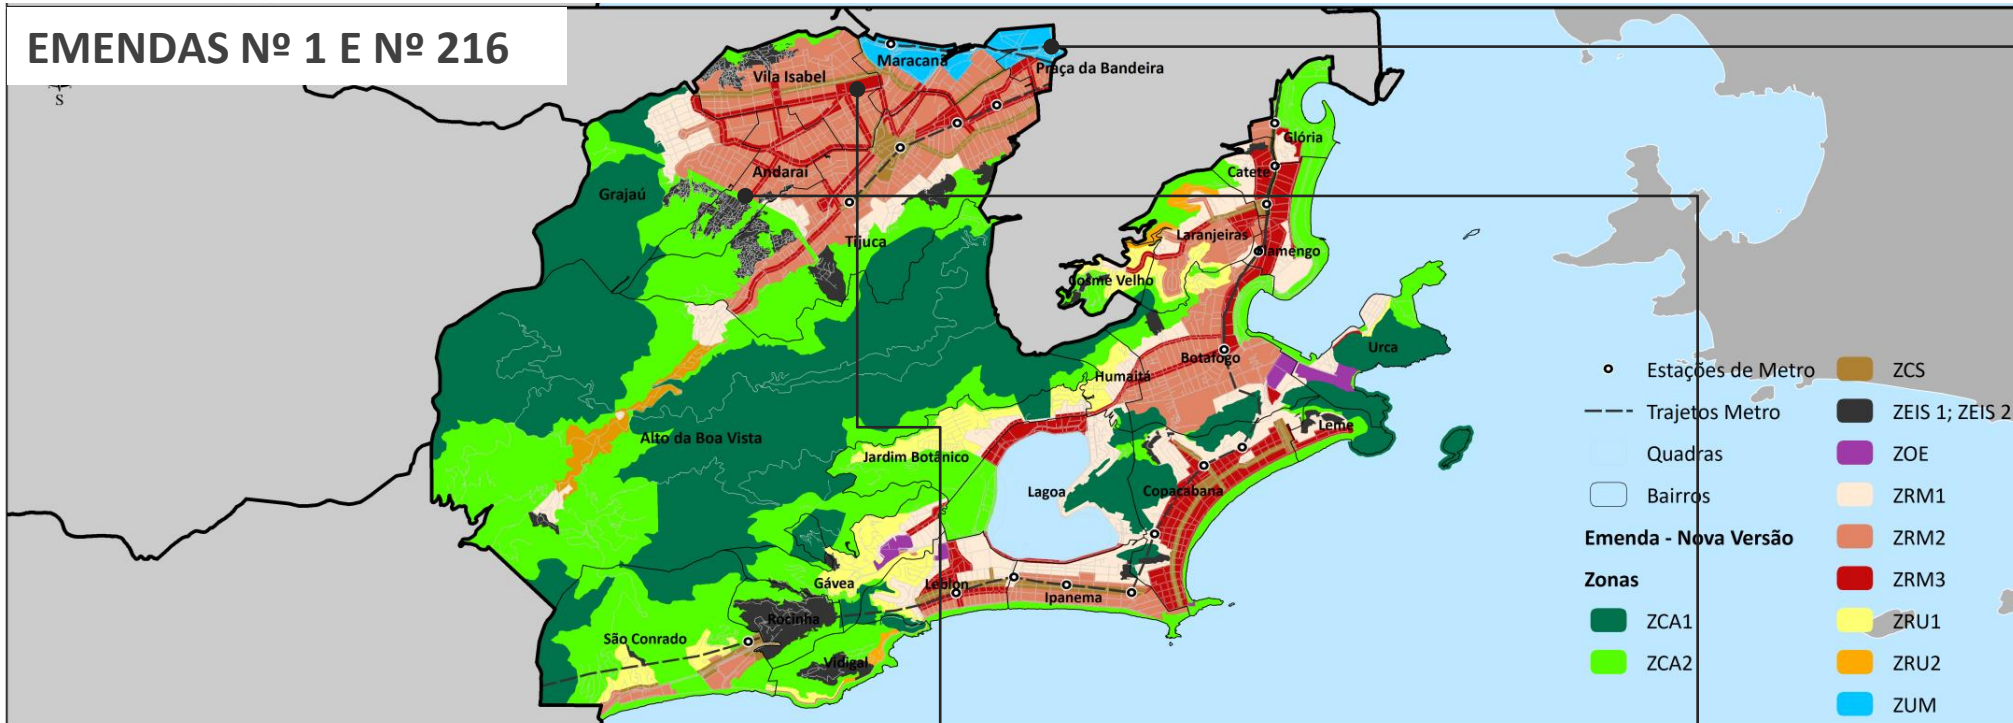 EMENDAS Nº 1 E Nº 216
S
Maracanã
Vila Isabel
Praça da Bandeira
Glória
Catete
Andaraí
Grajaú
Laranjeiras
Tijuca
Flamengo
Cosme Velho
Urca
Botafogo
Humaitá
Leme
Alto da Boa Vista
Jardim Botânico
Lagoa
Copacabana
Gávea
Leblon
Ipanema
Rocinha
São Conrado
Vidigal
Estações de Metro
Trajetos Metro
Quadras
Bairros
Emenda - Nova Versão
Zonas
ZCA1
ZCA2
ZCS
ZEIS 1; ZEIS 2
ZOE
ZRM1
ZRM2
ZRM3
ZRU1
ZRU2
ZUM